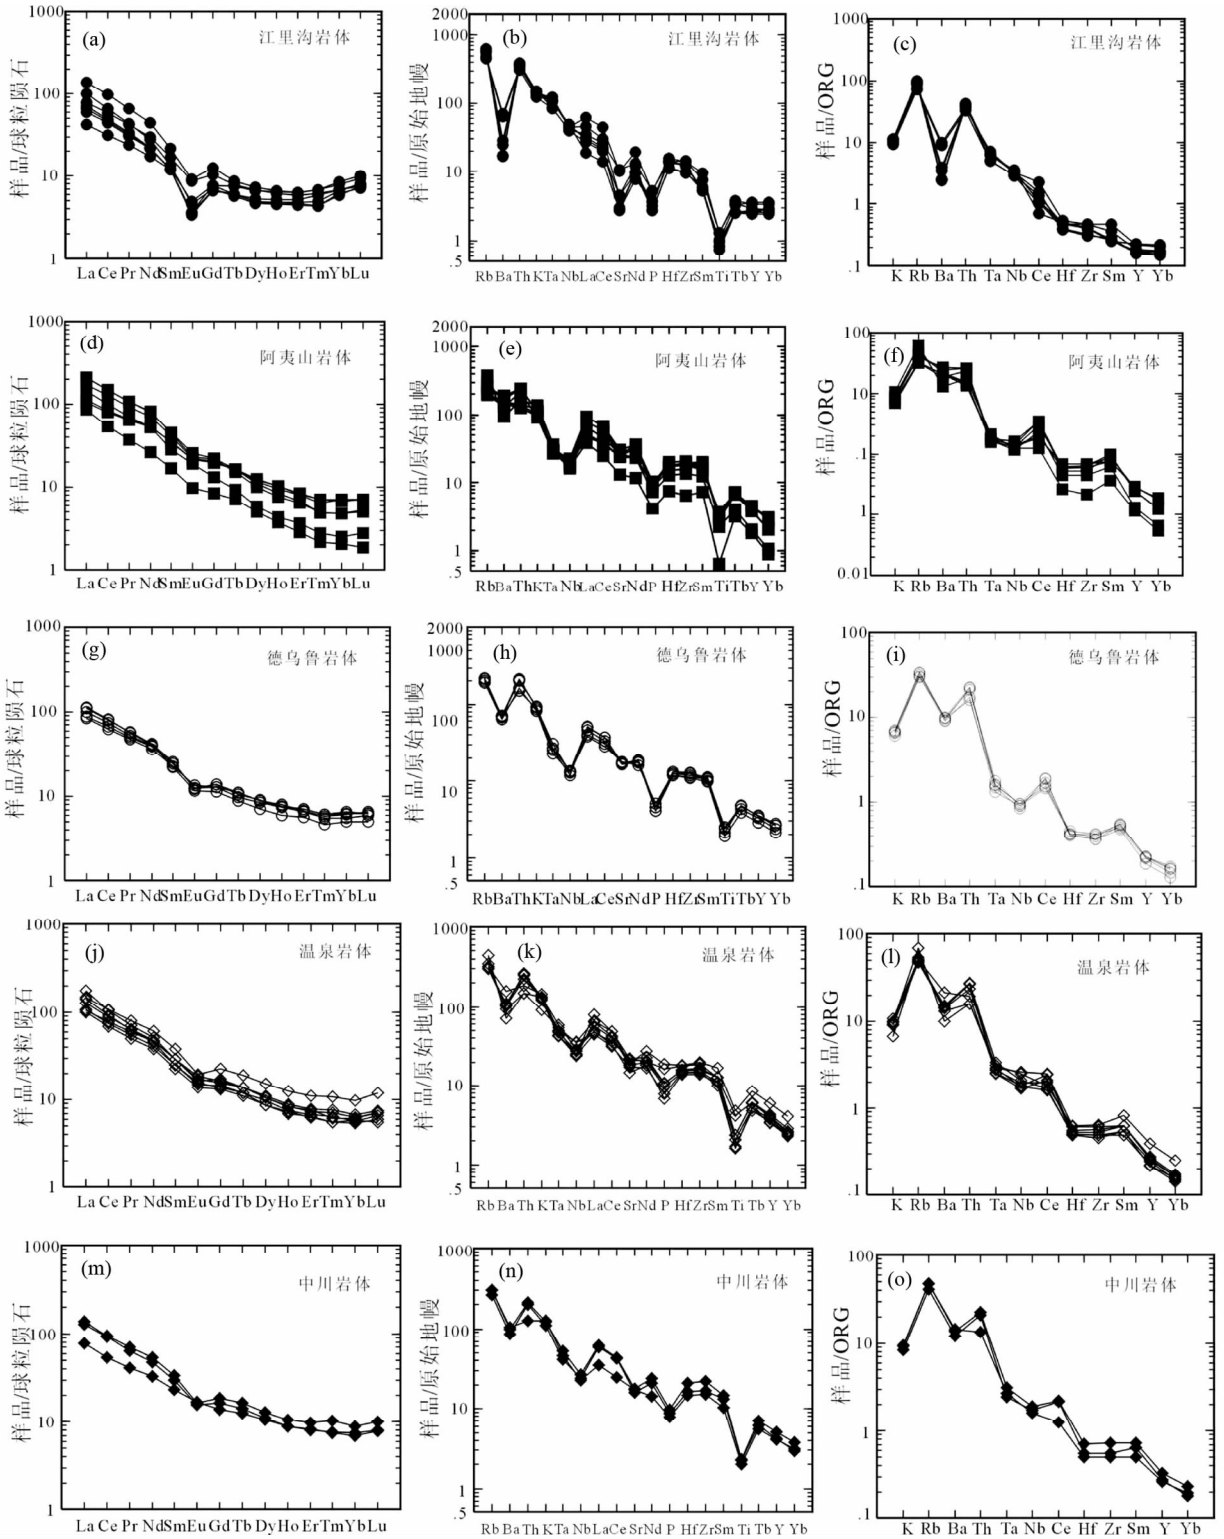 (a)
江里沟岩体
样品/球粒陨石
1000
100
10
1
La Ce Pr Nd Sm Eu Gd Tb Dy Ho Er Tm Yb Lu
(b)
江里沟岩体
样品/原始地幔
2000
1000
100
10
1
.5
Rb Ba Th K Ta Nb La Ce Sr Nd P Hf Zr Sm Ti Tb Y Yb
(c)
江里沟岩体
样品/ORG
1000
100
10
1
.1
K Rb Ba Th Ta Nb Ce Hf Zr Sm Y Yb
(d)
阿夷山岩体
样品/球粒陨石
1000
100
10
1
La Ce Pr Nd Sm Eu Gd Tb Dy Ho Er Tm Yb Lu
(e)
阿夷山岩体
样品/原始地幔
2000
1000
100
10
1
.5
Rb Ba Th K Ta Nb La Ce Sr Nd P Hf Zr Sm Ti Tb Y Yb
(f)
阿夷山岩体
样品/ORG
100
10
.1
.1
0.01
K Rb Ba Th Ta Nb Ce Hf Zr Sm Y Yb
(g)
德乌鲁岩体
样品/球粒陨石
1000
100
10
1
La Ce Pr Nd Sm Eu Gd Tb Dy Ho Er Tm Yb Lu
(h)
德乌鲁岩体
样品/原始地幔
2000
1000
100
10
1
.5
Rb Ba Th K Ta Nb La Ce Sr Nd P Hf Zr Sm Ti Tb Y Yb
(i)
德乌鲁岩体
样品/ORG
100
10
1
.1
K Rb Ba Th Ta Nb Ce Hf Zr Sm Y Yb
(j)
温泉岩体
样品/球粒陨石
1000
100
10
1
La Ce Pr Nd Sm Eu Gd Tb Dy Ho Er Tm Yb Lu
(k)
温泉岩体
样品/原始地幔
1000
100
10
1
.5
Rb Ba Th K Ta Nb La Ce Sr Nd P Hf Zr Sm Ti Tb Y Yb
(l)
温泉岩体
样品/ORG
100
10
1
.1
K Rb Ba Th Ta Nb Ce Hf Zr Sm Y Yb
(m)
中川岩体
样品/球粒陨石
1000
100
10
1
La Ce Pr Nd Sm Eu Gd Tb Dy Ho Er Tm Yb Lu
(n)
中川岩体
样品/原始地幔
1000
100
10
1
.5
Rb Ba Th K Ta Nb La Ce Sr Nd P Hf Zr Sm Ti Tb Y Yb
(o)
中川岩体
样品/ORG
100
10
1
0.1
K Rb Ba Th Ta Nb Ce Hf Zr Sm Y Yb